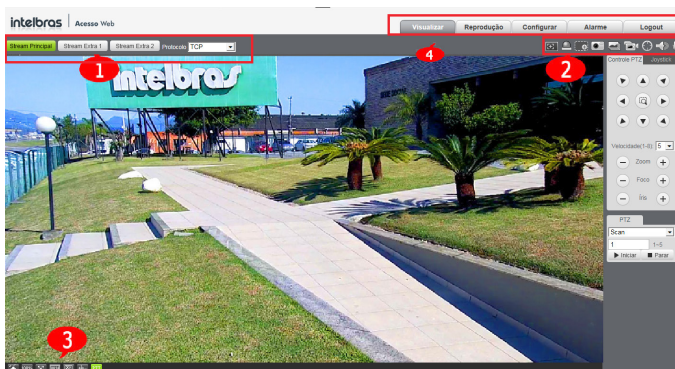 intelbras Acesso Web
Visualizar Reprodução Configurar Alarme Logout
Stream Principal Stream Extra 1 Stream Extra 2 Protocolo TCP
1
4
2
Controle PTZ Joystick
intelbras
Velocidade(1-8) 5
Zoom
Foco
Íris
PTZ
Scan
1 1-5
Iniciar Parar
3